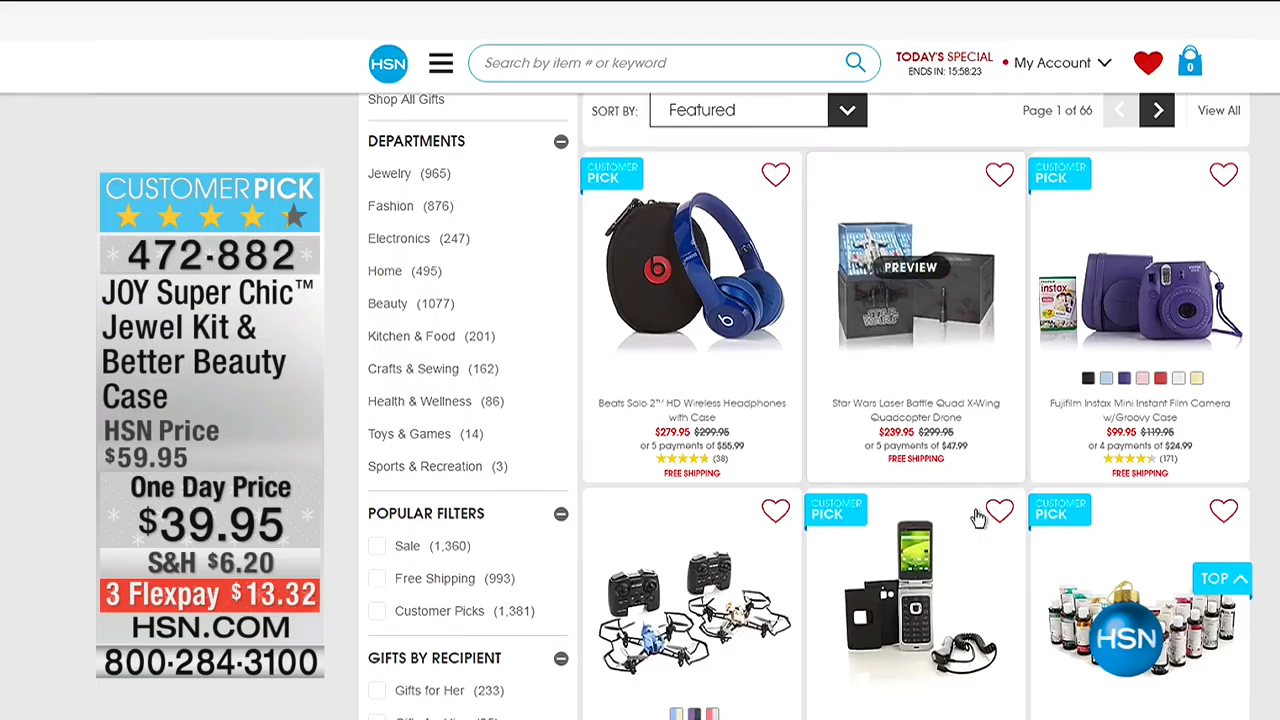 HSN
Search by item # or keyword
TODAY'S SPECIAL
ENDS IN: 15:58:23
My Account
0
Shop All Gifts
SORT BY:
Featured
Page 1 of 66
View All
DEPARTMENTS
Jewelry (965)
Fashion (876)
Electronics (247)
Home (495)
Beauty (1077)
Kitchen & Food (201)
Crafts & Sewing (162)
Health & Wellness (86)
Toys & Games (14)
Sports & Recreation (3)
POPULAR FILTERS
Sale (1,360)
Free Shipping (993)
Customer Picks (1,381)
GIFTS BY RECIPIENT
Gifts for Her (233)
CUSTOMER PICK
472-882
JOY Super Chic™
Jewel Kit &
Better Beauty
Case
HSN Price
$59.95
One Day Price
$39.95
S&H $6.20
3 Flexpay $13.32
HSN.COM
800-284-3100
CUSTOMER
PICK
Beats Solo 2™ HD Wireless Headphones
with Case
$279.95 $299.95
or 5 payments of $55.99
(38)
FREE SHIPPING
PREVIEW
STAR
WARS
Star Wars Laser Battle Quad X-Wing
Quadcopter Drone
$239.95 $299.95
or 5 payments of $47.99
FREE SHIPPING
CUSTOMER
PICK
instax
Fujifilm Instax Mini Instant Film Camera
w/Groovy Case
$99.95 $119.95
or 4 payments of $24.99
(171)
FREE SHIPPING
CUSTOMER
PICK
CUSTOMER
PICK
TOP
HSN